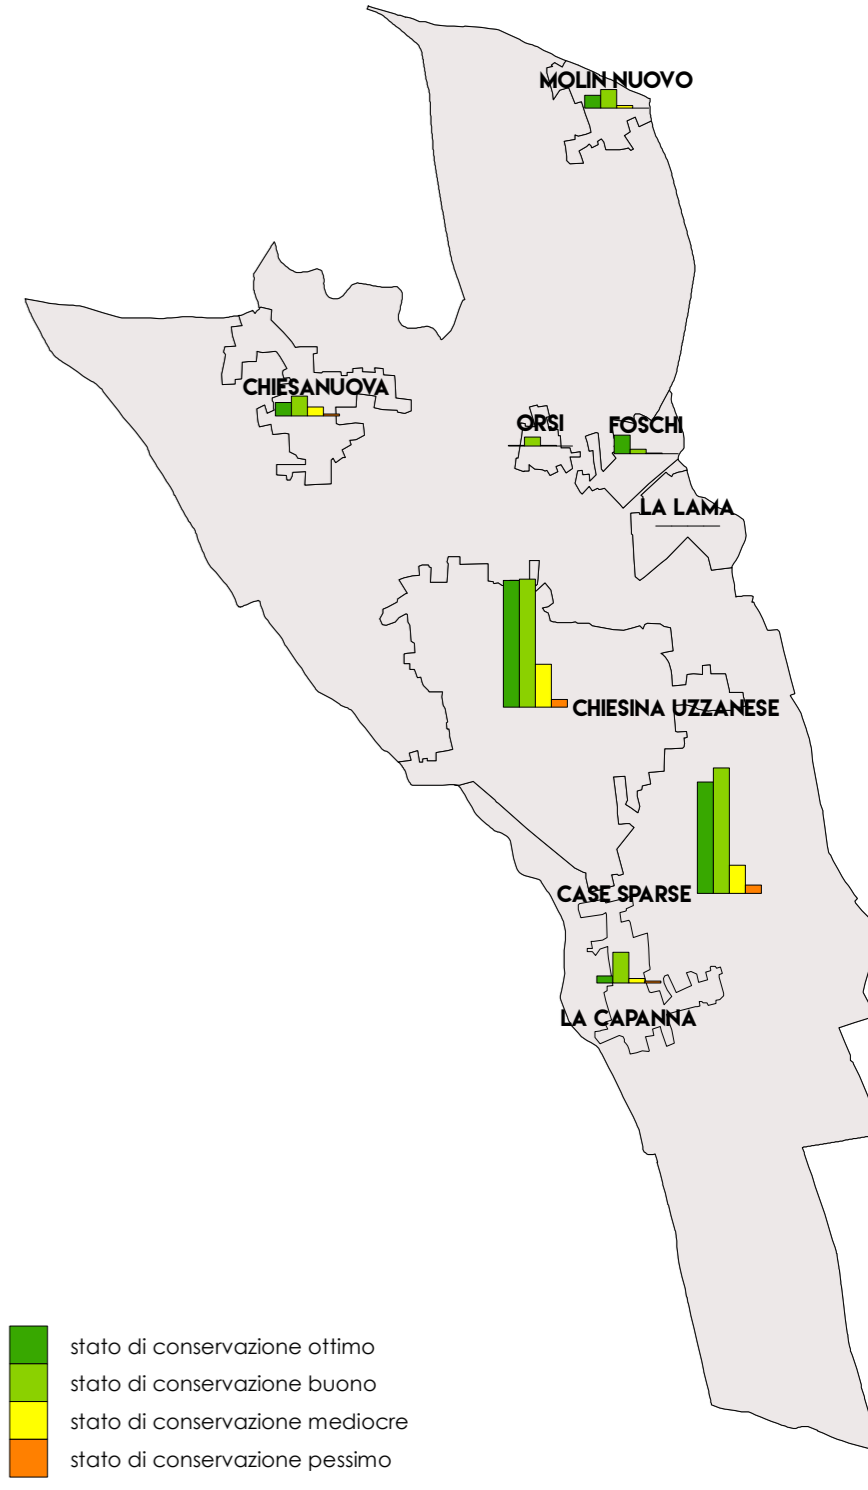 MOLIN NUOVO
CHIESANUOVA
ORSI
FOSCHI
LA LAMA
CHIESINA UZZANESE
CASE SPARSE
LA CAPANNA
stato di conservazione ottimo
stato di conservazione buono
stato di conservazione mediocre
stato di conservazione pessimo